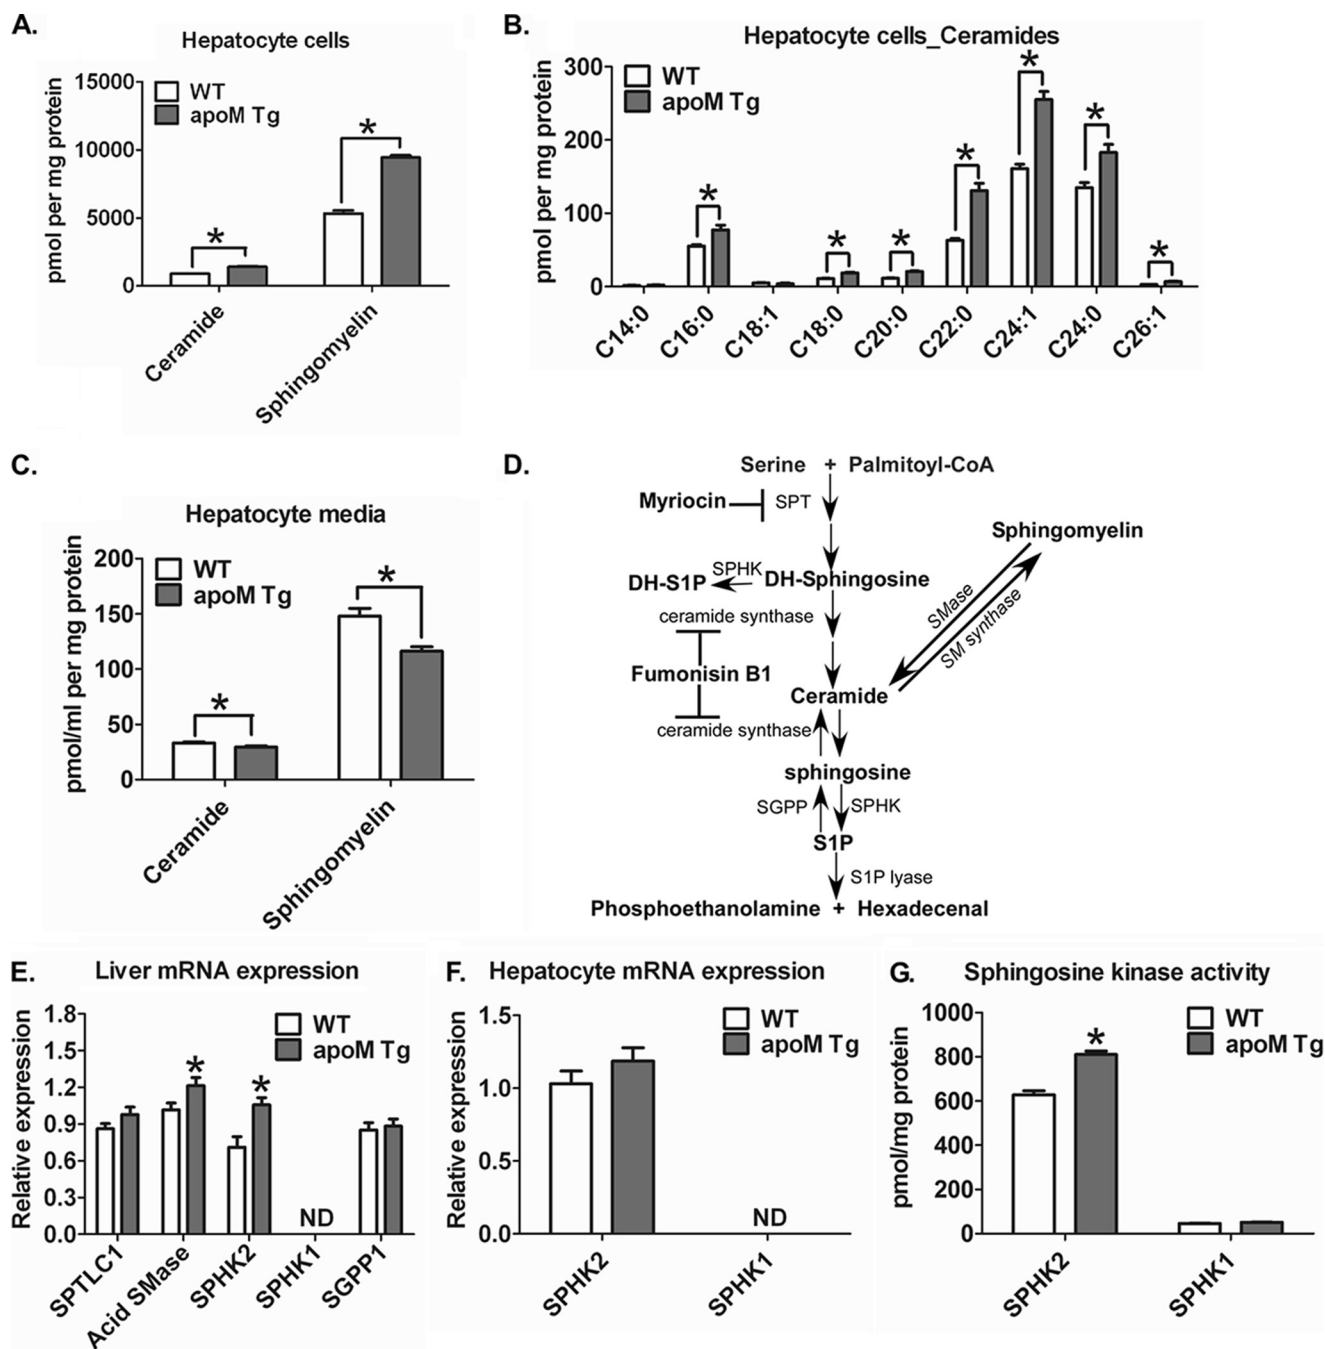 A.
Hepatocyte cells
pmol per mg protein
15000
10000
5000
0
WT
apoM Tg
*
*
Ceramide
Sphingomyelin
B.
Hepatocyte cells_Ceramides
pmol per mg protein
300
200
100
0
WT
apoM Tg
*
*
*
*
*
*
*
C14:0
C16:0
C18:1
C18:0
C20:0
C22:0
C24:1
C24:0
C26:1
C.
Hepatocyte media
pmol/ml per mg protein
200
150
100
50
0
WT
apoM Tg
*
*
Ceramide
Sphingomyelin
D.
Serine + Palmitoyl-CoA
Myriocin
SPT
Sphingomyelin
DH-S1P
SPHK
DH-Sphingosine
ceramide synthase
SMase
SM synthase
Fumonisin B1
Ceramide
ceramide synthase
sphingosine
SGPP
SPHK
S1P
S1P lyase
Phosphoethanolamine + Hexadecenal
E.
Liver mRNA expression
Relative expression
1.8
1.5
1.2
0.9
0.6
0.3
0.0
WT
apoM Tg
*
*
ND
SPTLC1
Acid SMase
SPHK2
SPHK1
SGPP1
F.
Hepatocyte mRNA expression
Relative expression
1.5
1.0
0.5
0.0
WT
apoM Tg
ND
SPHK2
SPHK1
G.
Sphingosine kinase activity
pmol/mg protein
1000
800
600
400
200
0
WT
apoM Tg
*
SPHK2
SPHK1